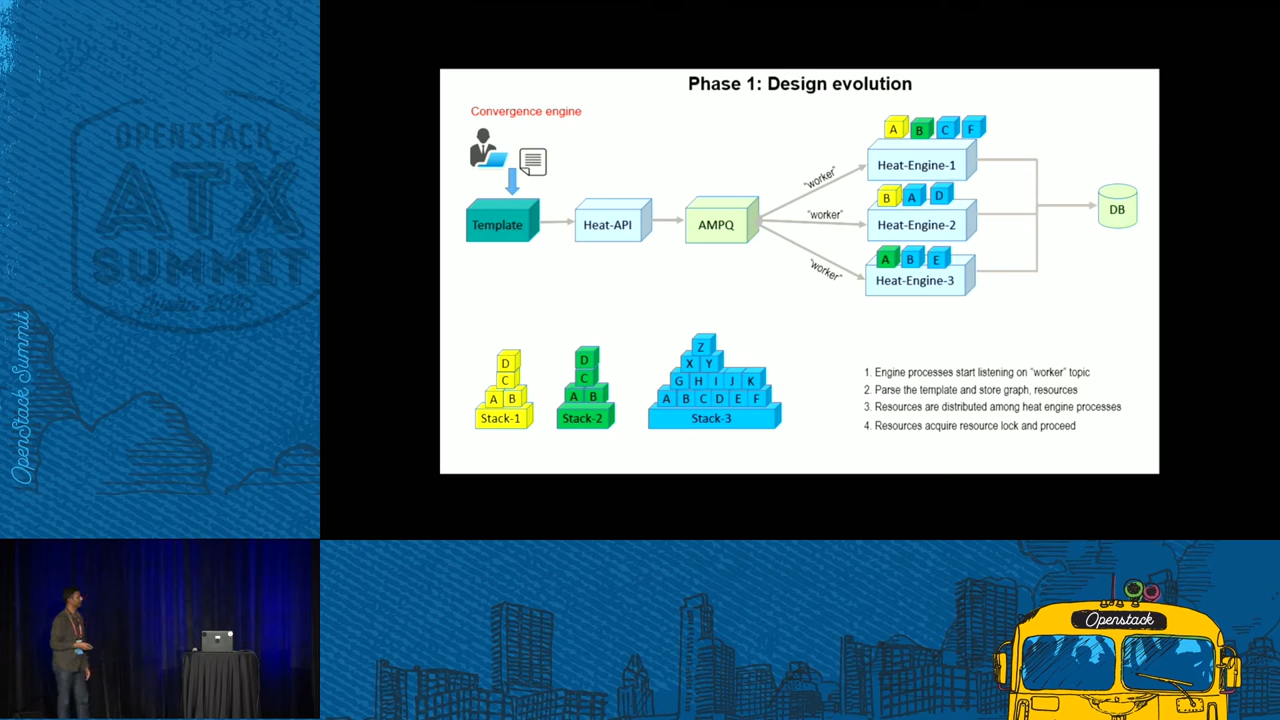 OPENSTACK
AUSTIN
SUMMIT
OpenStack Summit
Phase 1: Design evolution
Convergence engine
Template
Heat-API
AMPQ
"worker"
"worker"
"worker"
A B C F
Heat-Engine-1
B A D
Heat-Engine-2
A B E
Heat-Engine-3
DB
D
C
A B
Stack-1
D
C
A B
Stack-2
Z
X Y
G H I J K
A B C D E F
Stack-3
1. Engine processes start listening on "worker" topic
2. Parse the template and store graph, resources
3. Resources are distributed among heat engine processes
4. Resources acquire resource lock and proceed
Openstack